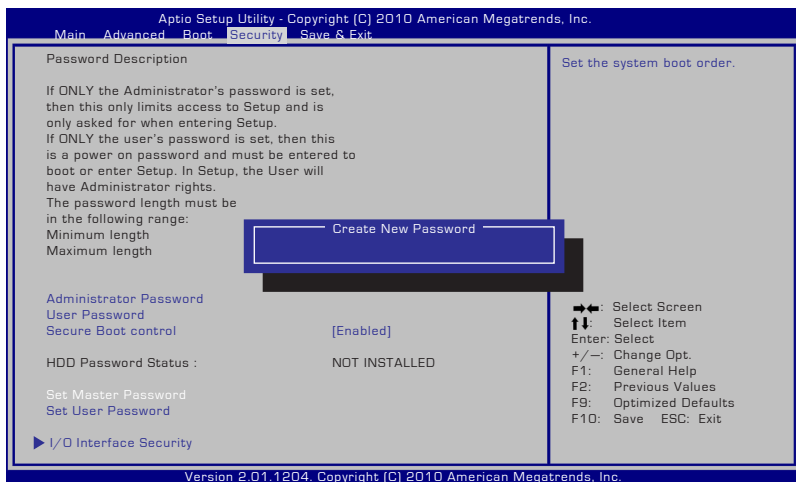 Aptio Setup Utility - Copyright (C) 2010 American Megatrends, Inc.
Main Advanced Boot Security Save & Exit
Password Description
If ONLY the Administrator's password is set,
then this only limits access to Setup and is
only asked for when entering Setup.
If ONLY the user's password is set, then this
is a power on password and must be entered to
boot or enter Setup. In Setup, the User will
have Administrator rights.
The password length must be
in the following range:
Minimum length
Maximum length
Create New Password
Administrator Password
User Password
Secure Boot control [Enabled]
HDD Password Status : NOT INSTALLED
Set Master Password
Set User Password
I/O Interface Security
Set the system boot order.
→←: Select Screen
↑↓: Select Item
Enter: Select
+/—: Change Opt.
F1: General Help
F2: Previous Values
F9: Optimized Defaults
F10: Save ESC: Exit
Version 2.01.1204. Copyright (C) 2010 American Megatrends, Inc.